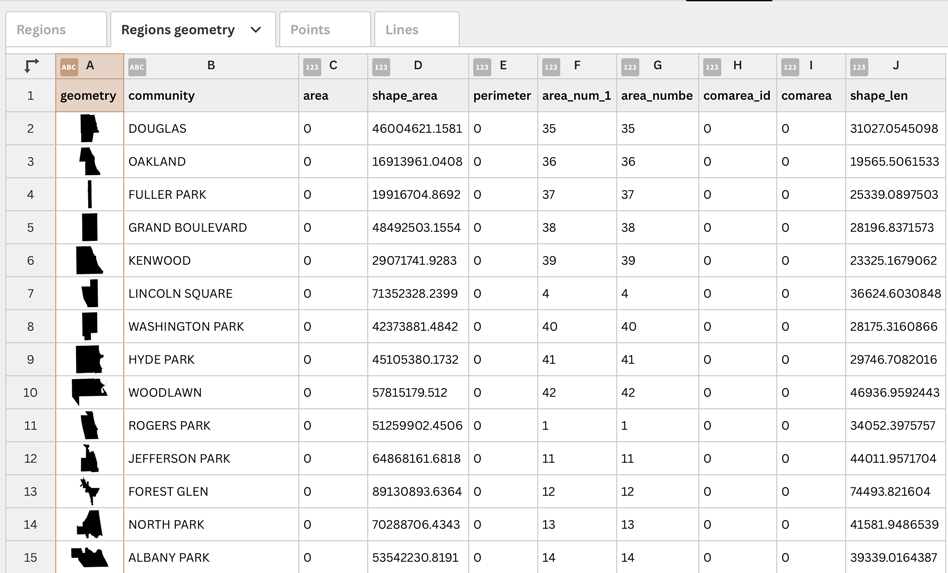 Regions Regions geometry Points Lines
ABC A ABC B 123 C 123 D 123 E 123 F 123 G 123 H 123 I 123 J
1 geometry community area shape_area perimeter area_num_1 area_numbe comarea_id comarea shape_len
2 DOUGLAS 0 46004621.1581 0 35 35 0 0 31027.0545098
3 OAKLAND 0 16913961.0408 0 36 36 0 0 19565.5061533
4 FULLER PARK 0 19916704.8692 0 37 37 0 0 25339.0897503
5 GRAND BOULEVARD 0 48492503.1554 0 38 38 0 0 28196.8371573
6 KENWOOD 0 29071741.9283 0 39 39 0 0 23325.1679062
7 LINCOLN SQUARE 0 71352328.2399 0 4 4 0 0 36624.6030848
8 WASHINGTON PARK 0 42373881.4842 0 40 40 0 0 28175.3160866
9 HYDE PARK 0 45105380.1732 0 41 41 0 0 29746.7082016
10 WOODLAWN 0 57815179.512 0 42 42 0 0 46936.9592443
11 ROGERS PARK 0 51259902.4506 0 1 1 0 0 34052.3975757
12 JEFFERSON PARK 0 64868161.6818 0 11 11 0 0 44011.9571704
13 FOREST GLEN 0 89130893.6364 0 12 12 0 0 74493.821604
14 NORTH PARK 0 70288706.4343 0 13 13 0 0 41581.9486539
15 ALBANY PARK 0 53542230.8191 0 14 14 0 0 39339.0164387